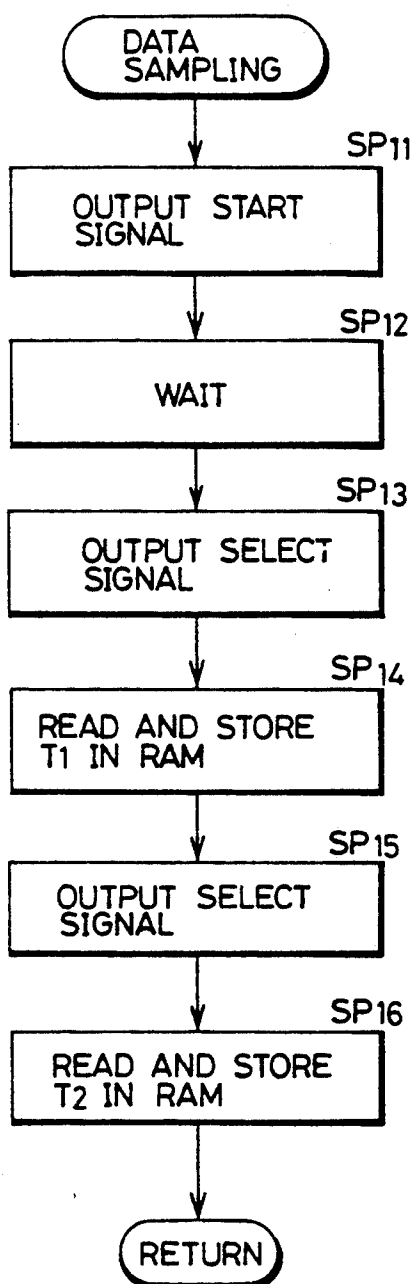 DATA
SAMPLING
SP11
OUTPUT START
SIGNAL
SP12
WAIT
SP13
OUTPUT SELECT
SIGNAL
SP14
READ AND STORE
T1 IN RAM
SP15
OUTPUT SELECT
SIGNAL
SP16
READ AND STORE
T2 IN RAM
RETURN